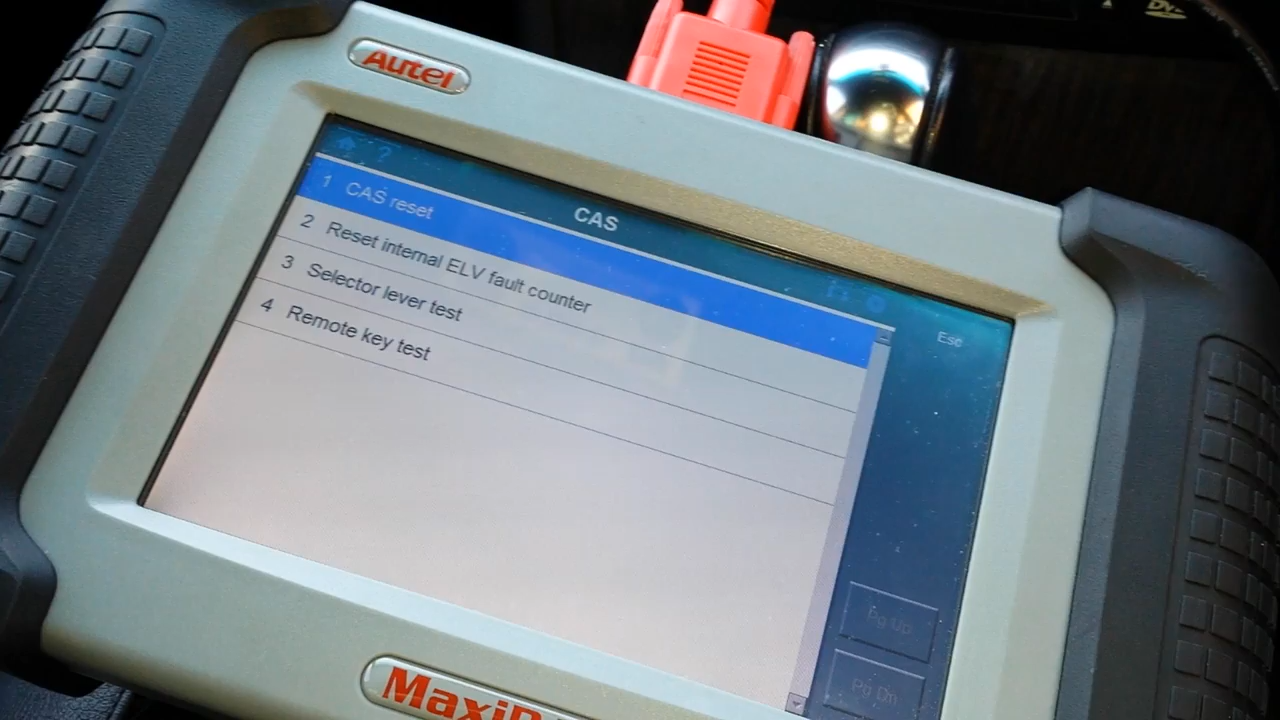 Autel
CAS
1 CAS reset
2 Reset internal ELV fault counter
3 Selector lever test
4 Remote key test
Esc
Pg Up
Pg Dn